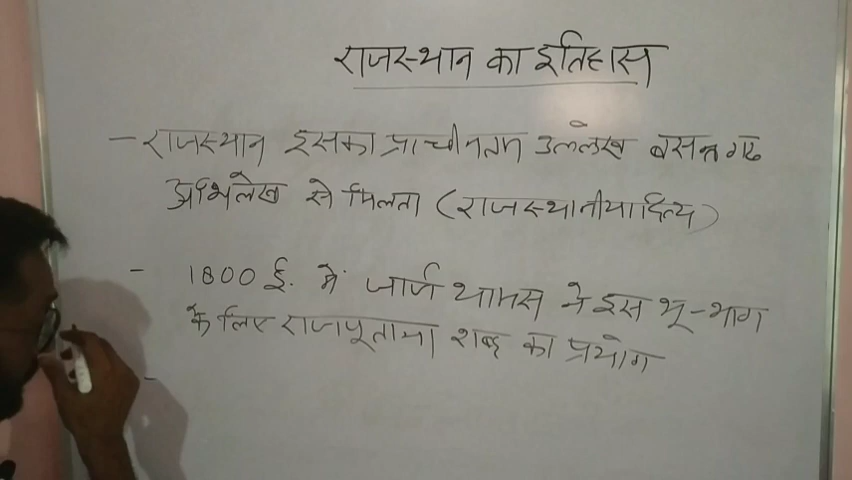 राजस्थान का इतिहास
- राजस्थान इसका प्राचीनतम उल्लेख बसन्तगढ
अभिलेख से मिलता (राजस्थानीयादित्य)
- 1800 ई. में जार्ज थामस ने इस भू-भाग
के लिए राजपूताना शब्द का प्रयोग
-